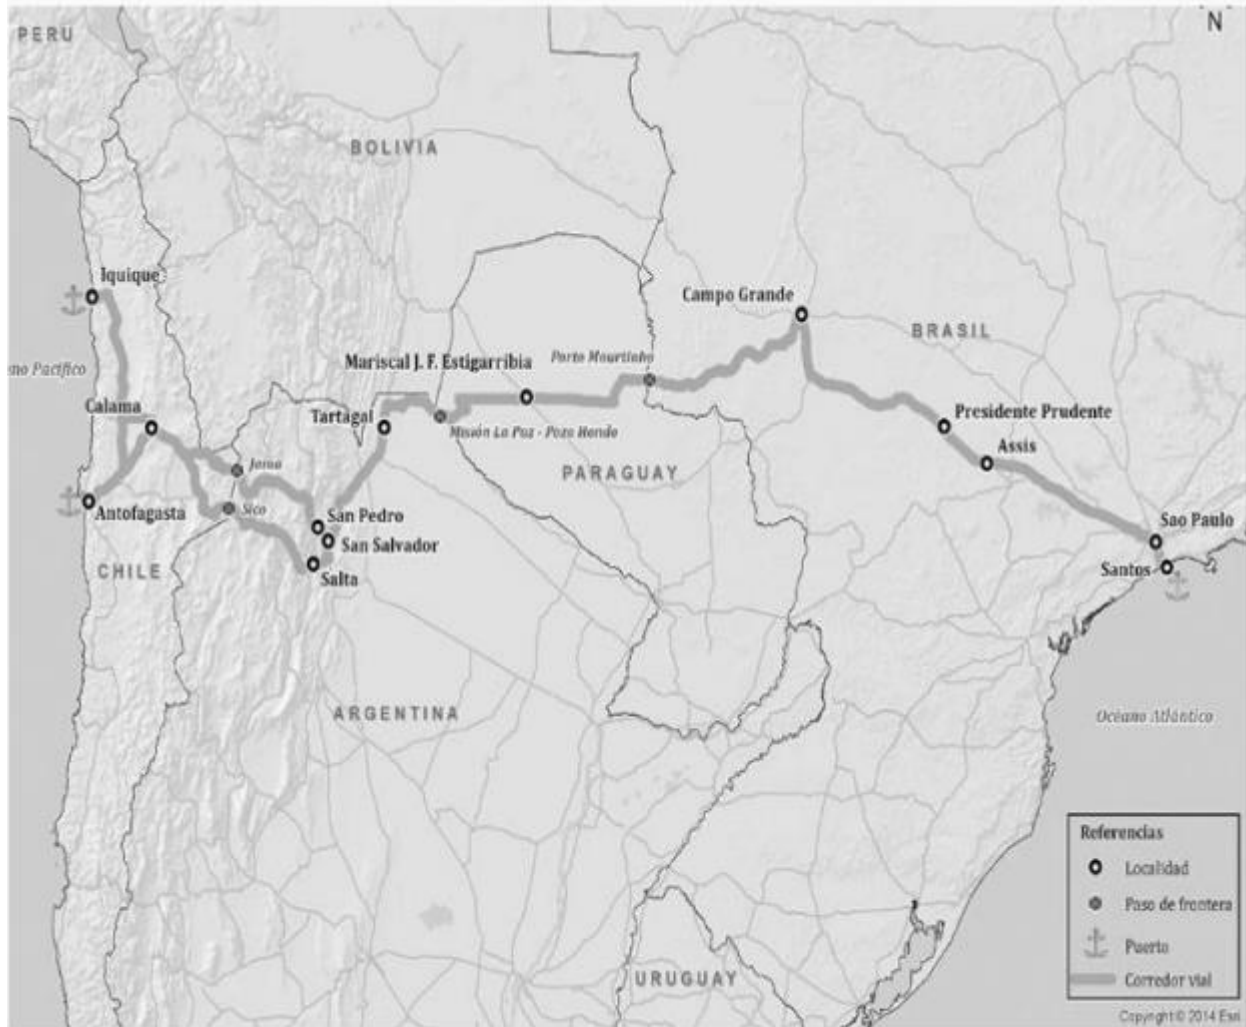 N
PERU
BOLIVIA
Iquique
Campo Grande
BRASIL
Porto Mourtinho
Mariscal J. F. Estigarribia
no Pacífico
Calama
Tartagal
Misión La Paz - Pozo Hondo
Presidente Prudente
Assis
Jama
PARAGUAY
Sico
Antofagasta
San Pedro
San Salvador
Sao Paulo
CHILE
Salta
Santos
ARGENTINA
Océano Atlántico
Referencias
Localidad
Paso de frontera
Puerto
Corredor vial
URUGUAY
Copyright © 2014 Esri